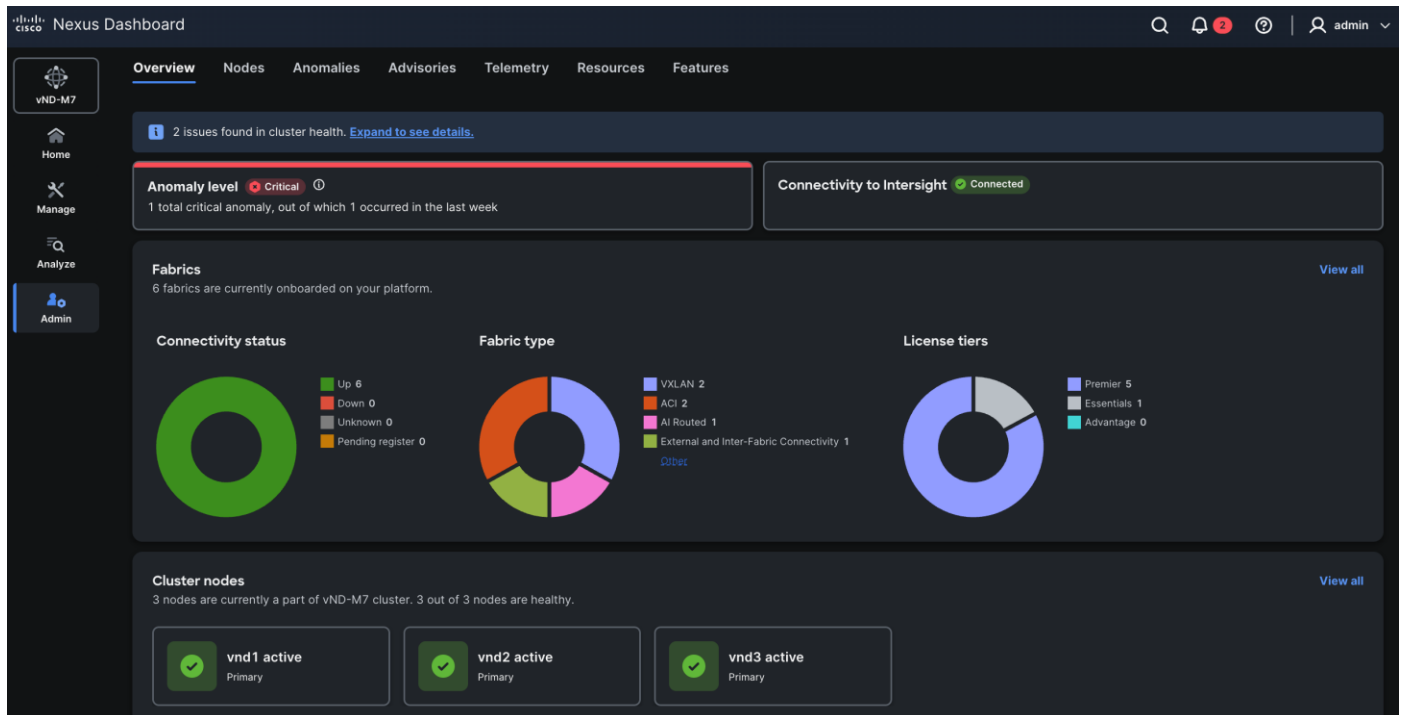 cisco Nexus Dashboard
2
admin
vND-M7
Home
Manage
Analyze
Admin
Overview Nodes Anomalies Advisories Telemetry Resources Features
2 issues found in cluster health. Expand to see details.
Anomaly level Critical
1 total critical anomaly, out of which 1 occurred in the last week
Connectivity to Intersight Connected
Fabrics
View all
6 fabrics are currently onboarded on your platform.
Connectivity status
Up 6
Down 0
Unknown 0
Pending register 0
Fabric type
VXLAN 2
ACI 2
AI Routed 1
External and Inter-Fabric Connectivity 1
Other
License tiers
Premier 5
Essentials 1
Advantage 0
Cluster nodes
View all
3 nodes are currently a part of vND-M7 cluster. 3 out of 3 nodes are healthy.
vnd1 active
Primary
vnd2 active
Primary
vnd3 active
Primary